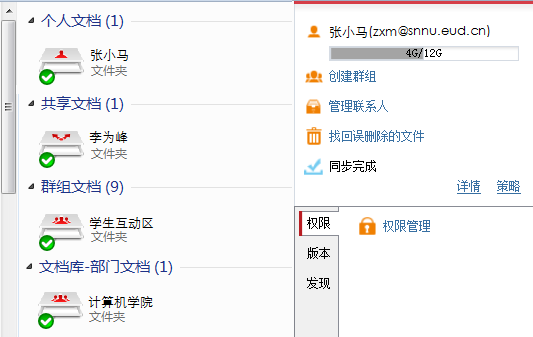 个人文档 (1)
张小马
文件夹
共享文档 (1)
李为峰
文件夹
群组文档 (9)
学生互动区
文件夹
文档库-部门文档 (1)
计算机学院
文件夹
张小马(zxm@snnu.eud.cn)
4G/12G
创建群组
管理联系人
找回误删除的文件
同步完成
详情 策略
权限
版本
发现
权限管理